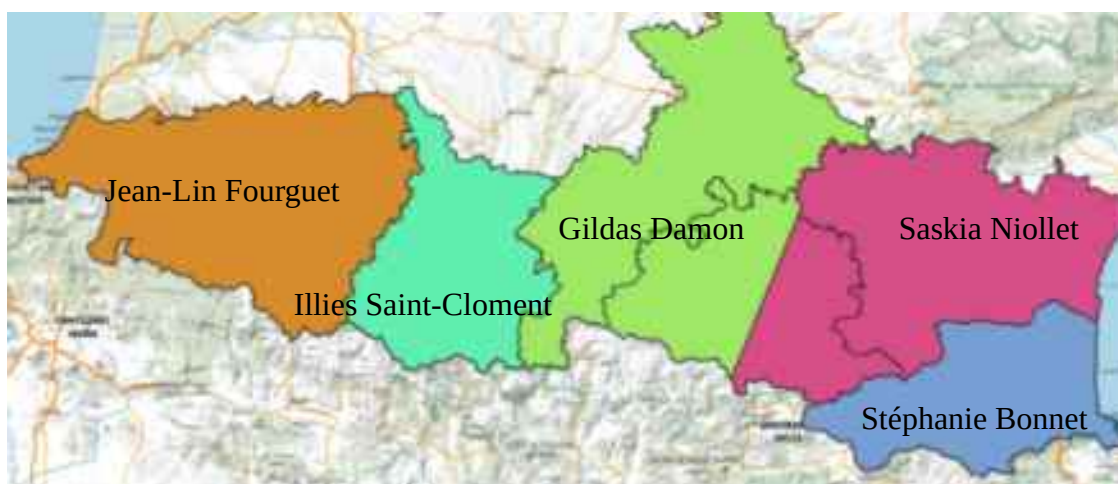 Jean-Lin Fourguet
Gildas Damon
Saskia Niollet
Illies Saint-Cloment
Stéphanie Bonnet